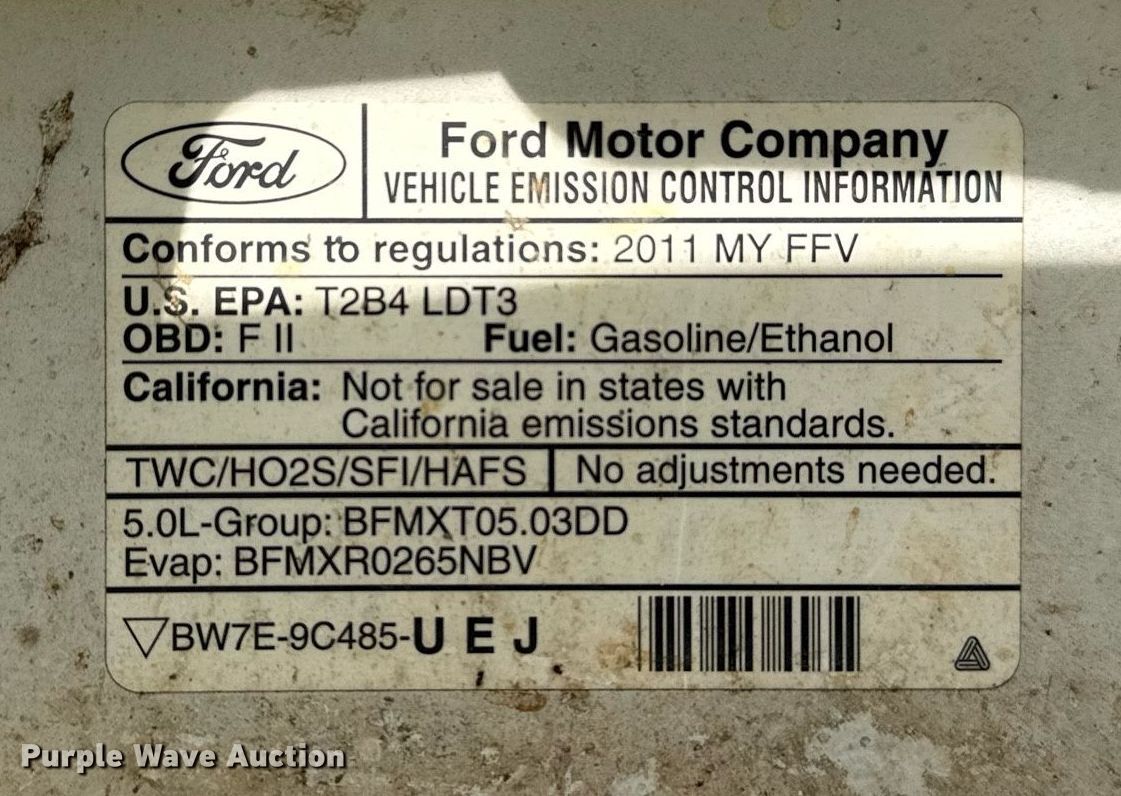 Ford
Ford Motor Company
VEHICLE EMISSION CONTROL INFORMATION
Conforms to regulations: 2011 MY FFV
U.S. EPA: T2B4 LDT3
OBD: F II Fuel: Gasoline/Ethanol
California: Not for sale in states with
California emissions standards.
TWC/HO2S/SFI/HAFS No adjustments needed.
5.0L-Group: BFMXT05.03DD
Evap: BFMXR0265NBV
BW7E-9C485-U E J
Purple Wave Auction